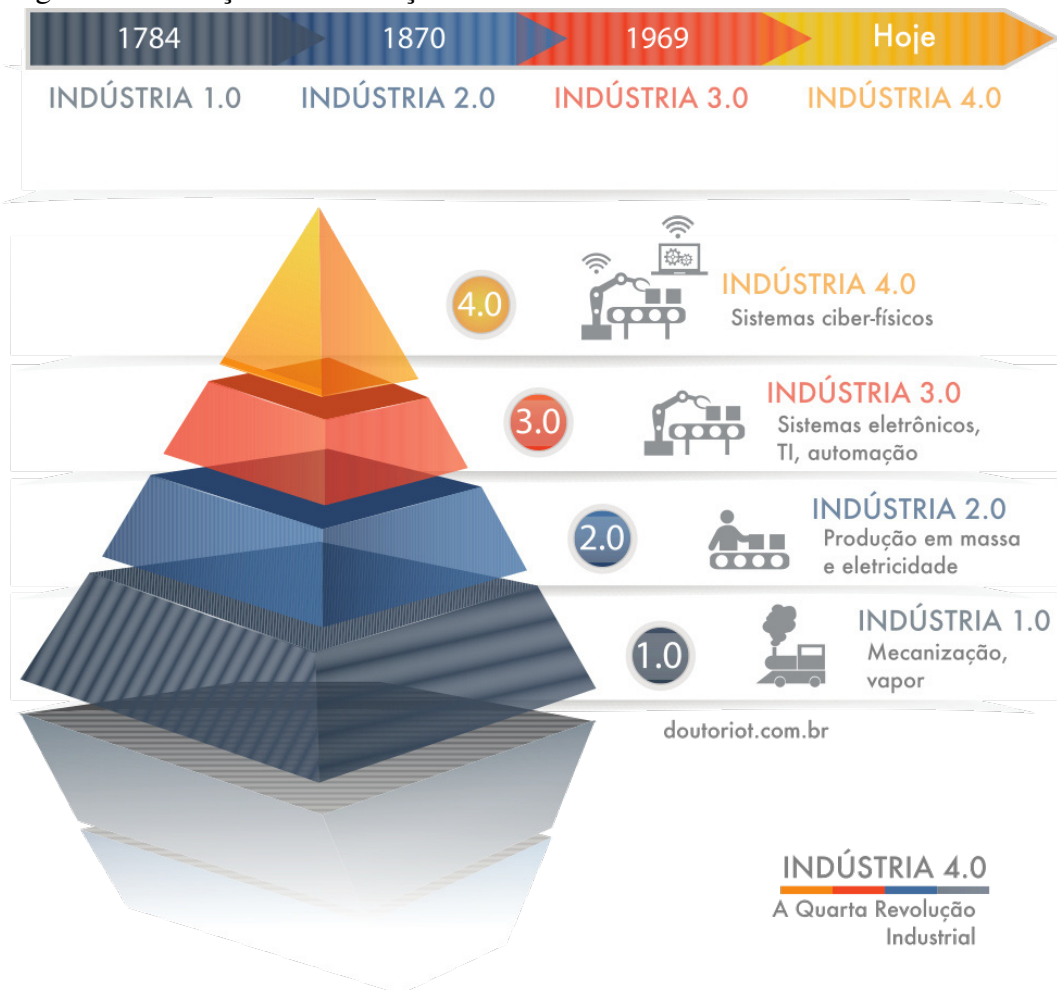 1784
1870
1969
Hoje
INDÚSTRIA 1.0
INDÚSTRIA 2.0
INDÚSTRIA 3.0
INDÚSTRIA 4.0
4.0
INDÚSTRIA 4.0
Sistemas ciber-físicos
3.0
INDÚSTRIA 3.0
Sistemas eletrônicos,
TI, automação
2.0
INDÚSTRIA 2.0
Produção em massa
e eletricidade
1.0
INDÚSTRIA 1.0
Mecanização,
vapor
doutoriot.com.br
INDÚSTRIA 4.0
A Quarta Revolução
Industrial